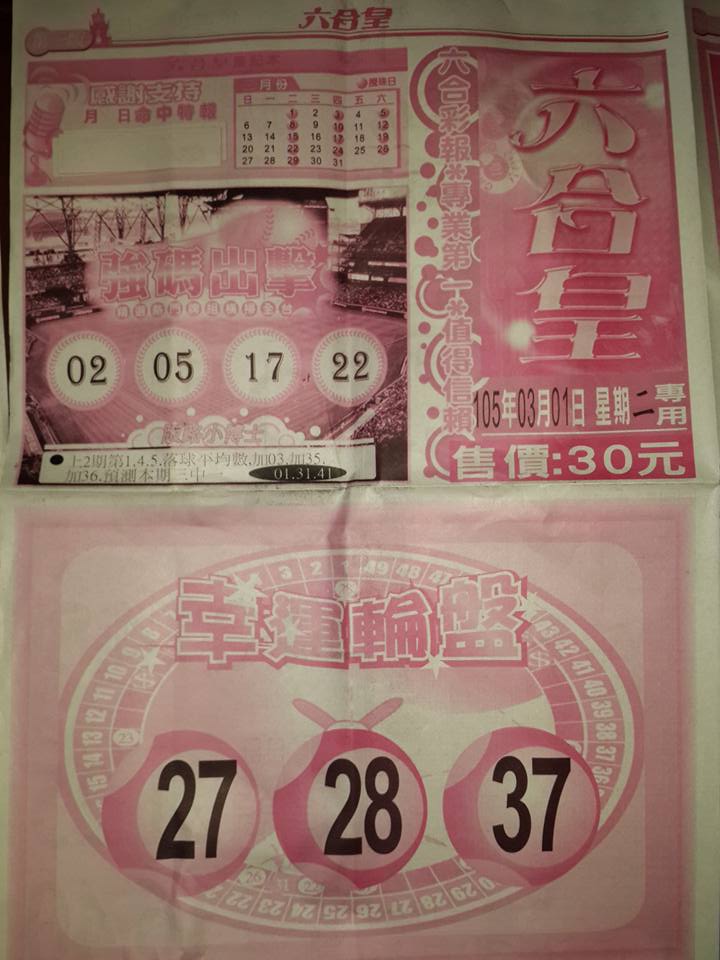 六合皇
感謝支持
月 日命中特報
月份 攪珠日
日 一 二 三 四 五 六
1 2 3 4 5
6 7 8 9 10 11 12
13 14 15 16 17 18 19
20 21 22 23 24 25 26
27 28 29 30 31
六合彩報*專業第一*值得信賴
六合皇
105年03月01日 星期二專用
售價:30元
強碼出擊
02 05 17 22
上2期第1.4.5.落球平均數,加03.加35.
加36.預測本期三中一 01.31.41
幸運輪盤
27 28 37